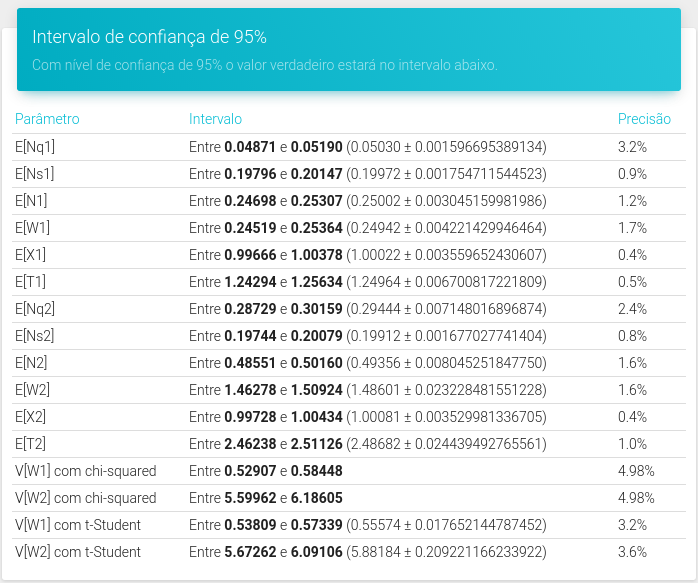 Intervalo de confiança de 95%
Com nível de confiança de 95% o valor verdadeiro estará no intervalo abaixo.
Parâmetro Intervalo Precisão
E[Nq1] Entre 0.04871 e 0.05190 (0.05030 ± 0.001596695389134) 3.2%
E[Ns1] Entre 0.19796 e 0.20147 (0.19972 ± 0.001754711544523) 0.9%
E[N1] Entre 0.24698 e 0.25307 (0.25002 ± 0.003045159981986) 1.2%
E[W1] Entre 0.24519 e 0.25364 (0.24942 ± 0.004221429946464) 1.7%
E[X1] Entre 0.99666 e 1.00378 (1.00022 ± 0.003559652430607) 0.4%
E[T1] Entre 1.24294 e 1.25634 (1.24964 ± 0.006700817221809) 0.5%
E[Nq2] Entre 0.28729 e 0.30159 (0.29444 ± 0.007148016896874) 2.4%
E[Ns2] Entre 0.19744 e 0.20079 (0.19912 ± 0.001677027741404) 0.8%
E[N2] Entre 0.48551 e 0.50160 (0.49356 ± 0.008045251847750) 1.6%
E[W2] Entre 1.46278 e 1.50924 (1.48601 ± 0.023228481551228) 1.6%
E[X2] Entre 0.99728 e 1.00434 (1.00081 ± 0.003529981336705) 0.4%
E[T2] Entre 2.46238 e 2.51126 (2.48682 ± 0.024439492765561) 1.0%
V[W1] com chi-squared Entre 0.52907 e 0.58448 4.98%
V[W2] com chi-squared Entre 5.59962 e 6.18605 4.98%
V[W1] com t-Student Entre 0.53809 e 0.57339 (0.55574 ± 0.017652144787452) 3.2%
V[W2] com t-Student Entre 5.67262 e 6.09106 (5.88184 ± 0.209221166233922) 3.6%